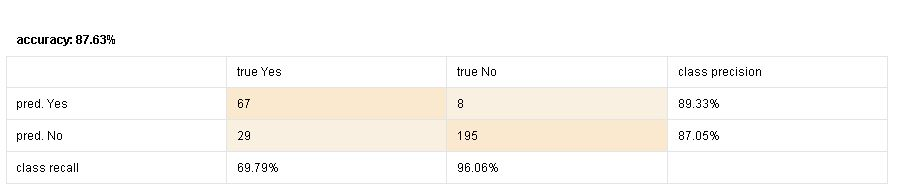 accuracy: 87.63%
true Yes true No class precision
pred. Yes 67 8 89.33%
pred. No 29 195 87.05%
class recall 69.79% 96.06%